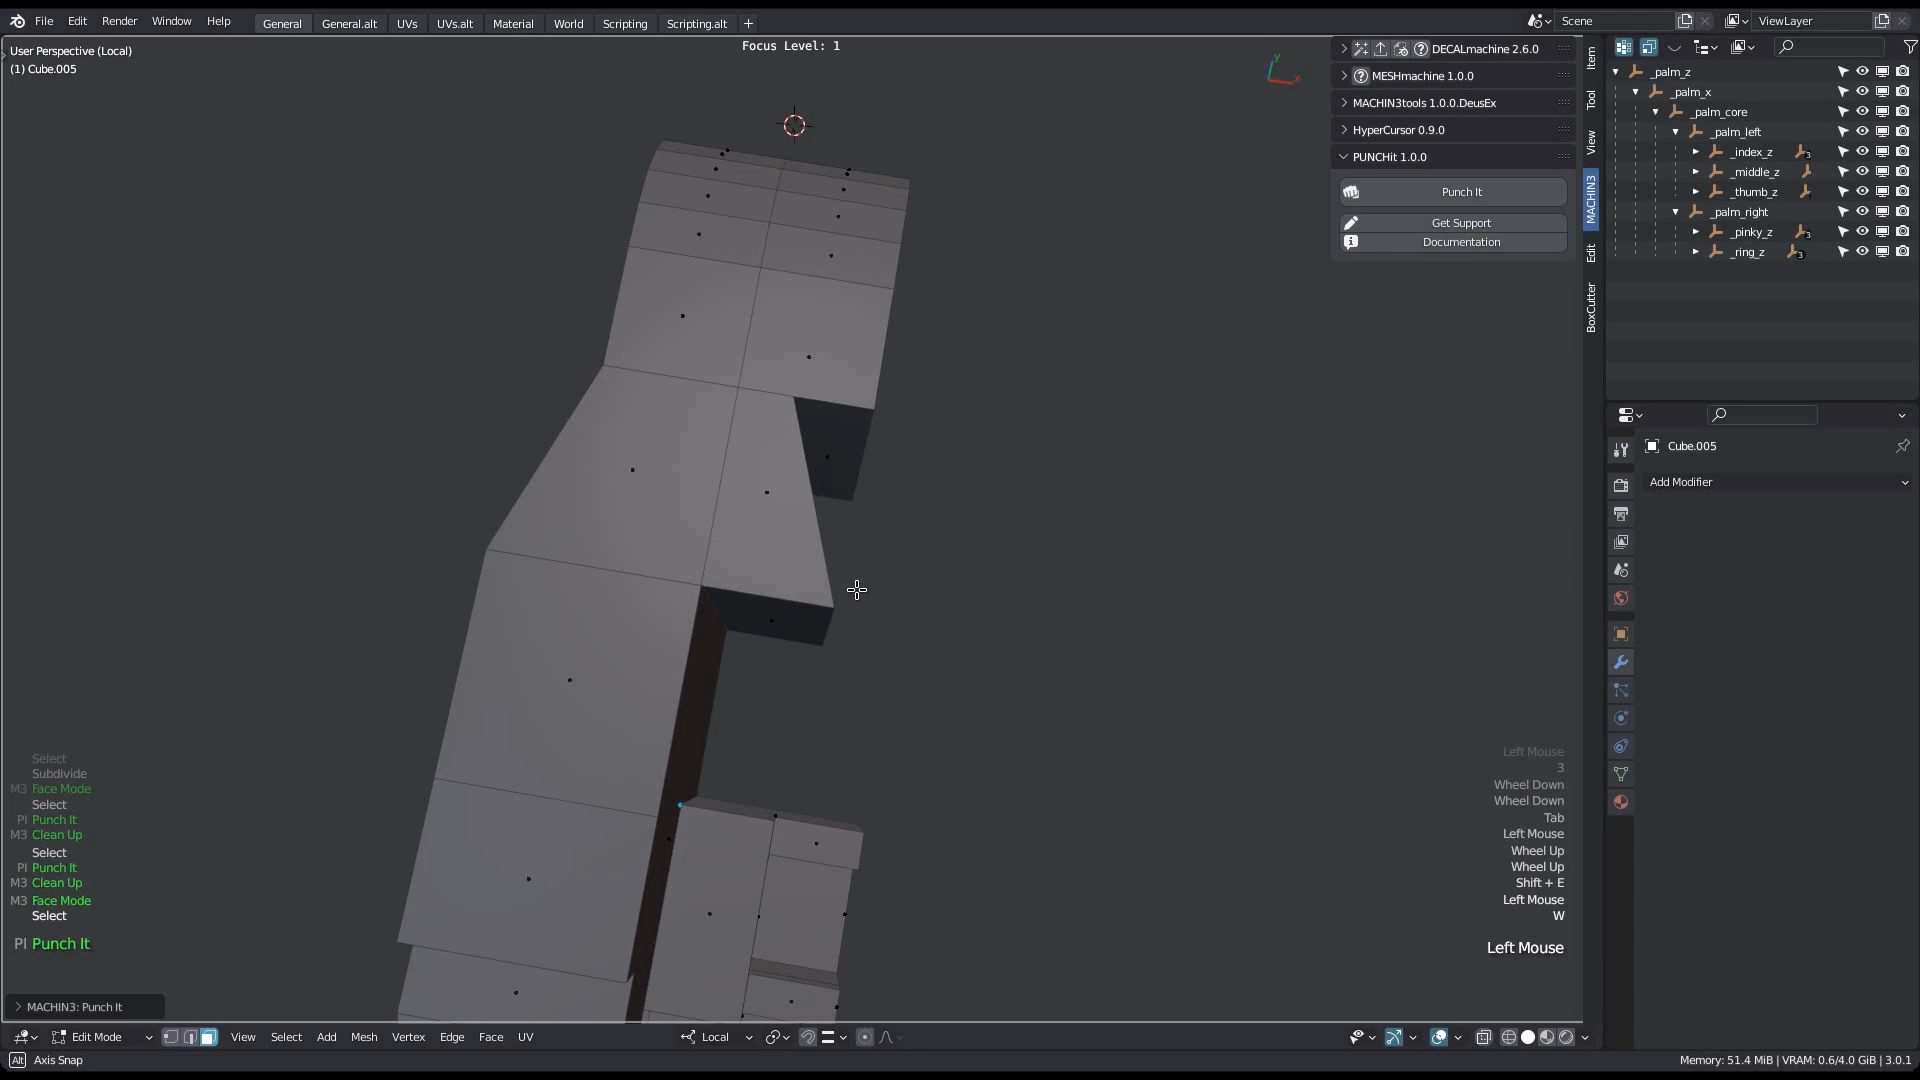 File Edit Render Window Help General General.alt UVs UVs.alt Material World Scripting Scripting.alt + Scene ViewLayer
User Perspective (Local)
(1) Cube.005
Focus Level: 1
y
x
DECALmachine 2.6.0
MESHmachine 1.0.0
MACHIN3tools 1.0.0.DeusEx
HyperCursor 0.9.0
PUNCHit 1.0.0
Punch It
Get Support
Documentation
Item
Tool
View
MACHIN3
Edit
BoxCutter
_palm_z
_palm_x
_palm_core
_palm_left
_index_z 3
_middle_z
_thumb_z
_palm_right
_pinky_z 3
_ring_z 3
Cube.005
Add Modifier
Select
Subdivide
M3 Face Mode
Select
PI Punch It
M3 Clean Up
Select
PI Punch It
M3 Clean Up
M3 Face Mode
Select
PI Punch It
Left Mouse
3
Wheel Down
Wheel Down
Tab
Left Mouse
Wheel Up
Wheel Up
Shift + E
Left Mouse
W
Left Mouse
MACHIN3: Punch It
Edit Mode View Select Add Mesh Vertex Edge Face UV Local
Alt Axis Snap
Memory: 51.4 MiB | VRAM: 0.6/4.0 GiB | 3.0.1